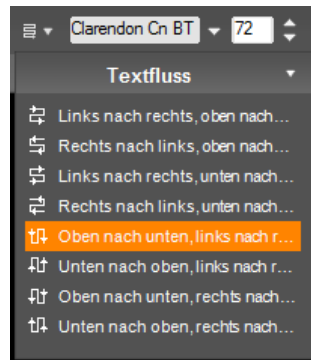 Clarendon Cn BT 72
Textfluss
Links nach rechts, oben nach...
Rechts nach links, oben nach...
Links nach rechts, unten nach...
Rechts nach links, unten nach...
Oben nach unten, links nach r...
Unten nach oben, links nach r...
Oben nach unten, rechts nach...
Unten nach oben, rechts nach...